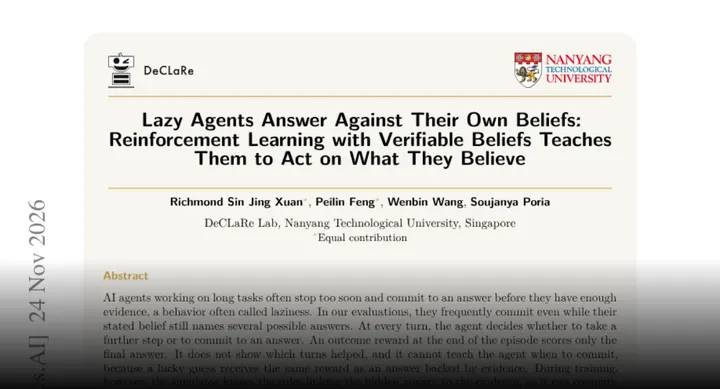 DeCLaRe
NANYANG
TECHNOLOGICAL
UNIVERSITY
Lazy Agents Answer Against Their Own Beliefs:
Reinforcement Learning with Verifiable Beliefs Teaches
Them to Act on What They Believe
Richmond Sin Jing Xuan*, Peilin Feng*, Wenbin Wang, Soujanya Poria
DeCLaRe Lab, Nanyang Technological University, Singapore
*Equal contribution
s.AI] 24 Nov 2026
Abstract
AI agents working on long tasks often stop too soon and commit to an answer before they have enough
evidence, a behavior often called laziness. In our evaluations, they frequently commit even while their
stated belief still names several possible answers. At every turn, the agent decides whether to take a
further step or to commit to an answer. An outcome reward at the end of the episode scores only the
final answer. It does not show which turns helped, and it cannot teach the agent when to commit,
because a lucky guess receives the same reward as an answer backed by evidence. During training,